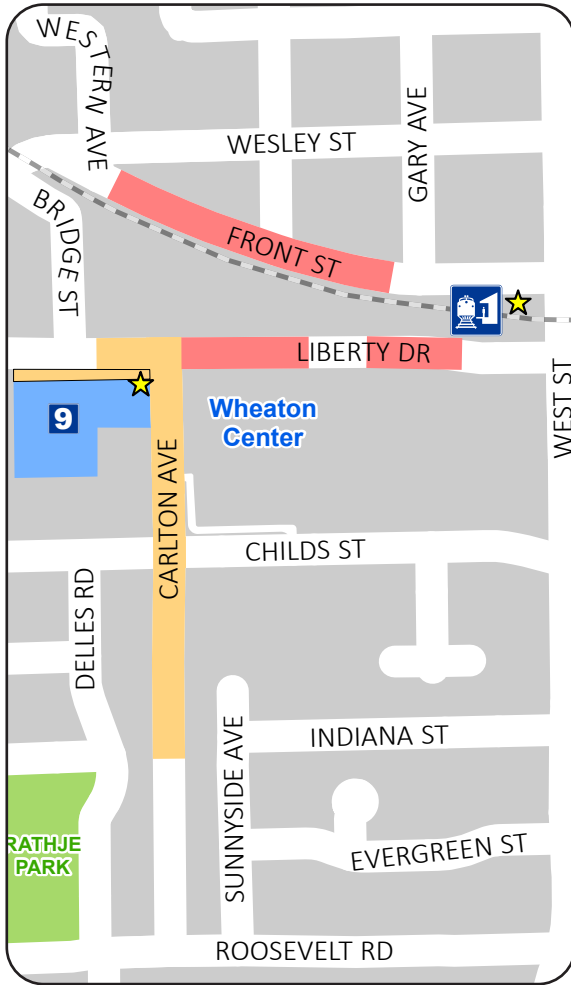 WESTERN AVE
WESLEY ST
GARY AVE
BRIDGE ST
FRONT ST
LIBERTY DR
WEST ST
9
Wheaton
Center
CARLTON AVE
CHILDS ST
DELLES RD
SUNNYSIDE AVE
INDIANA ST
RATHJE
PARK
EVERGREEN ST
ROOSEVELT RD